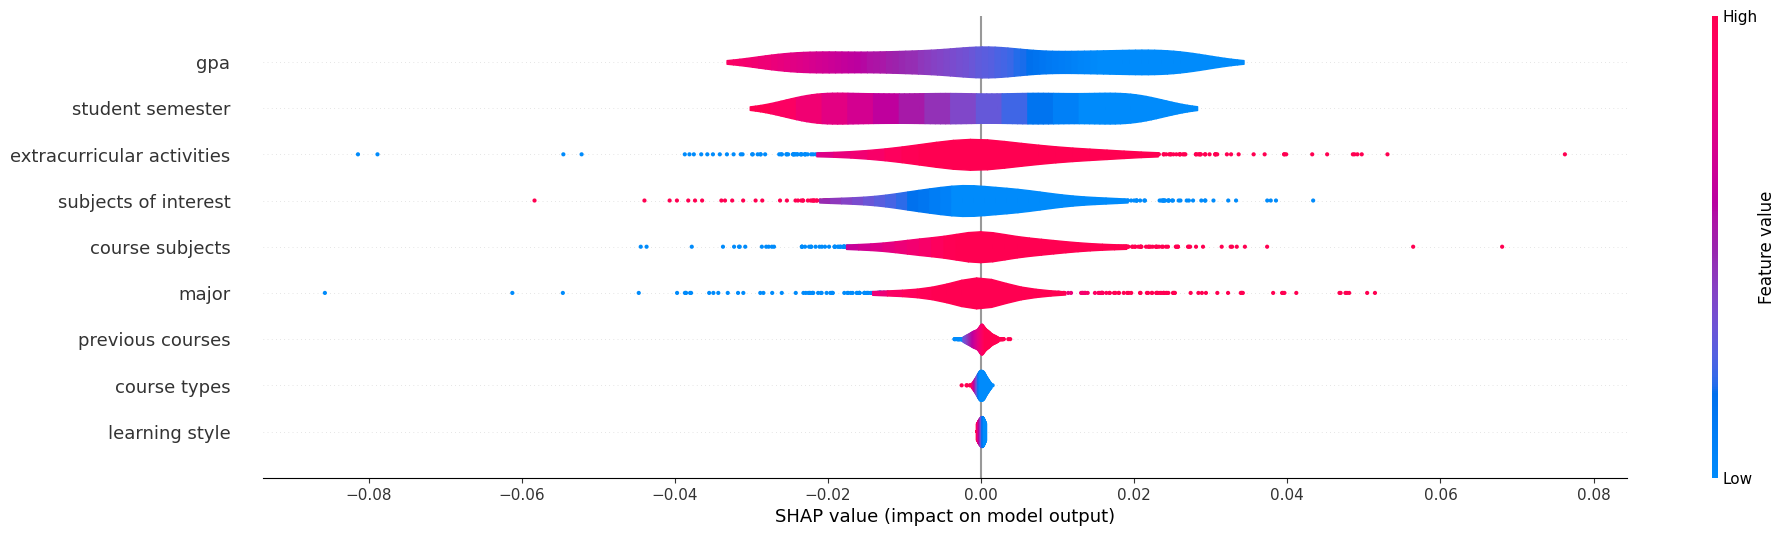 High
gpa
student semester
extracurricular activities
subjects of interest
course subjects
major
previous courses
course types
learning style
Feature value
Low
−0.08 −0.06 −0.04 −0.02 0.00 0.02 0.04 0.06 0.08
SHAP value (impact on model output)